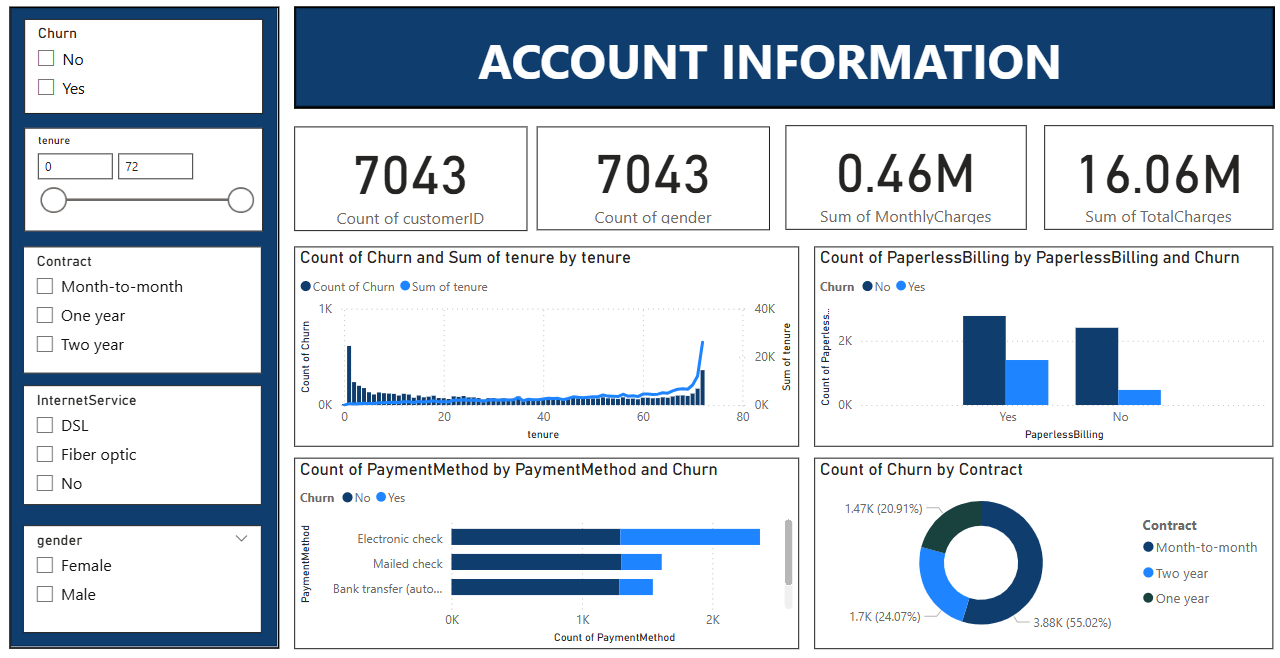 Churn
No
Yes
tenure
0 72
Contract
Month-to-month
One year
Two year
InternetService
DSL
Fiber optic
No
gender
Female
Male
ACCOUNT INFORMATION
7043
Count of customerID
7043
Count of gender
0.46M
Sum of MonthlyCharges
16.06M
Sum of TotalCharges
Count of Churn and Sum of tenure by tenure
Count of Churn Sum of tenure
Count of Churn
1K
0K
40K
20K
0K
Sum of tenure
0 20 40 60 80
tenure
Count of PaperlessBilling by PaperlessBilling and Churn
Churn No Yes
Count of Paperless...
2K
0K
Yes No
PaperlessBilling
Count of PaymentMethod by PaymentMethod and Churn
Churn No Yes
PaymentMethod
Electronic check
Mailed check
Bank transfer (auto...
0K 1K 2K
Count of PaymentMethod
Count of Churn by Contract
1.47K (20.91%)
1.7K (24.07%)
3.88K (55.02%)
Contract
Month-to-month
Two year
One year